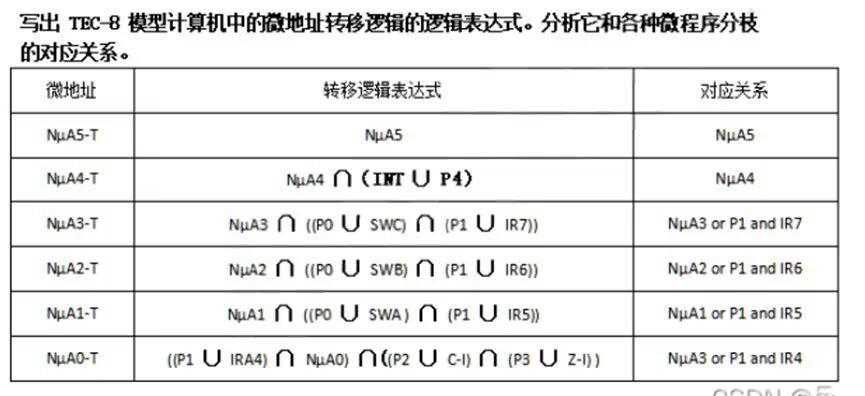 写出 TEC-8 模型计算机中的微地址转移逻辑的逻辑表达式。分析它和各种微程序分枝
的对应关系。
微地址 转移逻辑表达式 对应关系
NμA5-T NμA5 NμA5
NμA4-T NμA4 ⋂ (INT ⋃ P4) NμA4
NμA3-T NμA3 ⋂ ((P0 ⋃ SWC) ⋂ (P1 ⋃ IR7)) NμA3 or P1 and IR7
NμA2-T NμA2 ⋂ ((P0 ⋃ SWB) ⋂ (P1 ⋃ IR6)) NμA2 or P1 and IR6
NμA1-T NμA1 ⋂ ((P0 ⋃ SWA ) ⋂ (P1 ⋃ IR5)) NμA1 or P1 and IR5
NμA0-T ((P1 ⋃ IRA4) ⋂ NμA0) ⋂ ((P2 ⋃ C-I) ⋂ (P3 ⋃ Z-I) ) NμA3 or P1 and IR4